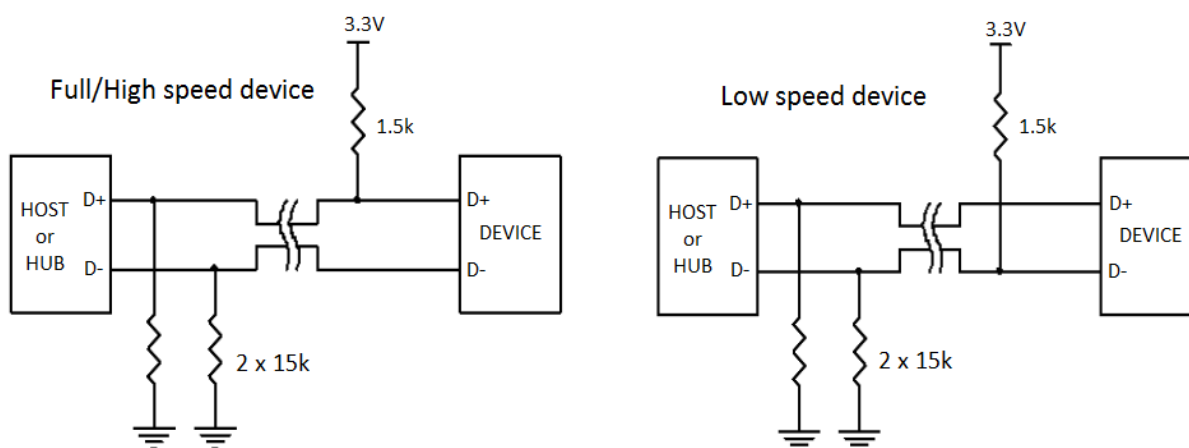 3.3V
Full/High speed device
1.5k
HOST
or
HUB
D+
D-
D+
D-
DEVICE
2 x 15k
3.3V
Low speed device
1.5k
HOST
or
HUB
D+
D-
D+
D-
DEVICE
2 x 15k